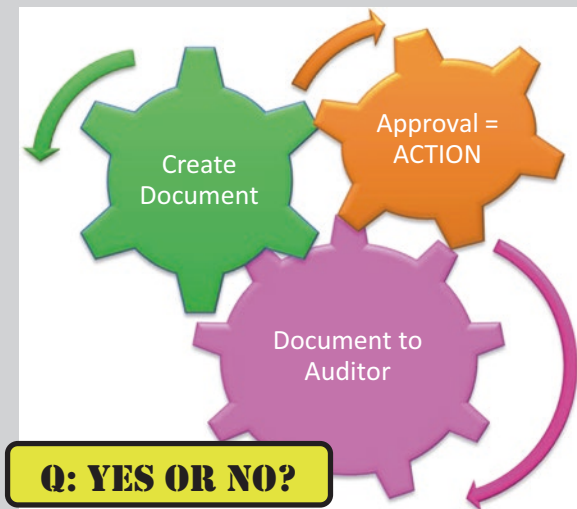 Create
Document
Approval =
ACTION
Document to
Auditor
Q: YES OR NO?